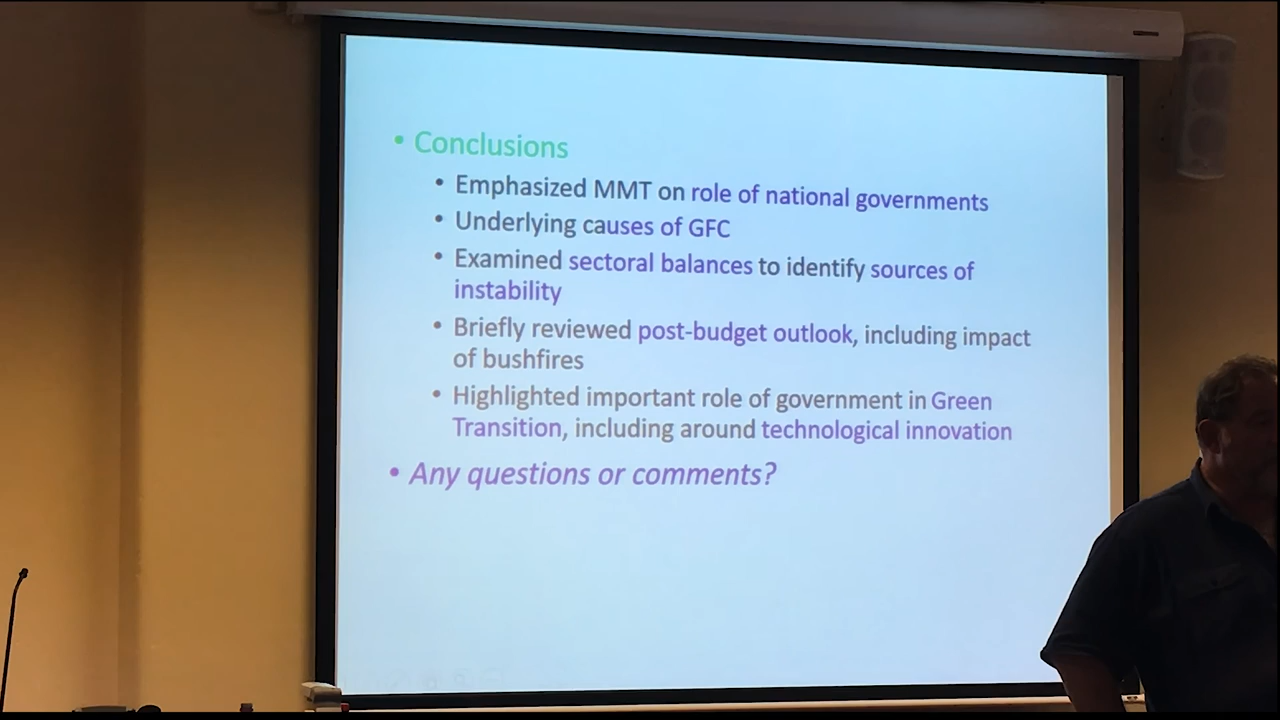 • Conclusions
• Emphasized MMT on role of national governments
• Underlying causes of GFC
• Examined sectoral balances to identify sources of
instability
• Briefly reviewed post-budget outlook, including impact
of bushfires
• Highlighted important role of government in Green
Transition, including around technological innovation
• Any questions or comments?